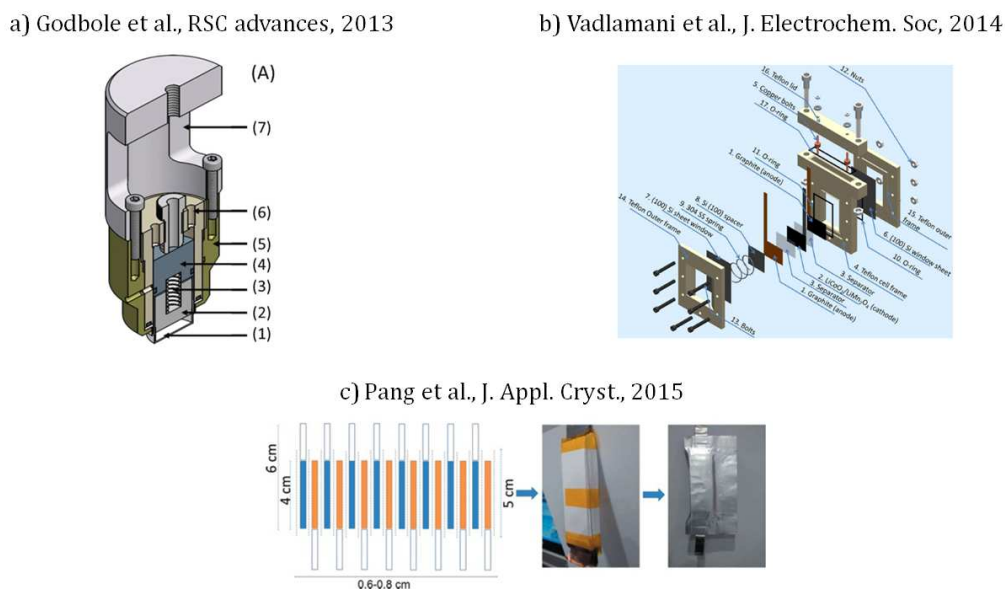 a) Godbole et al., RSC advances, 2013
(A)
(7)
(6)
(5)
(4)
(3)
(2)
(1)
b) Vadlamani et al., J. Electrochem. Soc, 2014
12. Nuts
16. Teflon lid
5. Copper bolts
17. O-ring
11. O-ring
1. Graphite (anode)
8. Si (100) spacer
9. 304 SS spring
7. (100) Si sheet window
14. Teflon Outer frame
15. Teflon outer
frame
6. (100) Si window sheet
10. O-ring
4. Teflon cell frame
3. Separator
2. LiCoO₂/LiMn₂O₄ (cathode)
3. Separator
1. Graphite (anode)
13. Bolts
c) Pang et al., J. Appl. Cryst., 2015
6 cm
4 cm
5 cm
0.6-0.8 cm